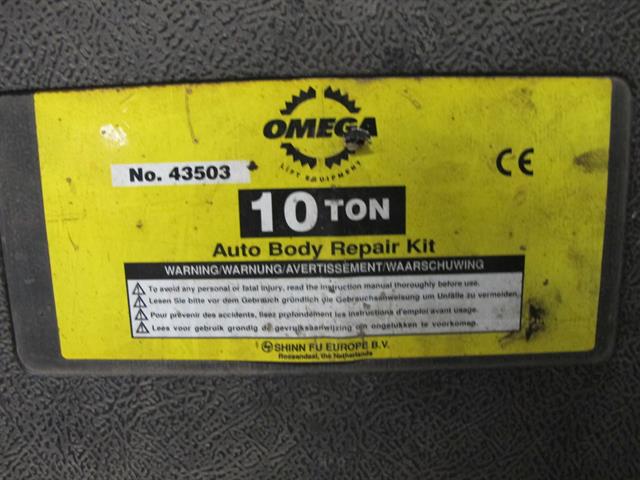 OMEGA
LIFT EQUIPMENT
No. 43503
CE
10 TON
Auto Body Repair Kit
WARNING/WARNUNG/AVERTISSEMENT/WAARSCHUWING
To avoid any personal or fatal injury, read the instruction manual thoroughly before use.
Lesen Sie bitte vor dem Gebrauch gründlich die Gebrauchsanweisung um Unfälle zu vermeiden.
Pour prévenir des accidents, lisez profondément les instructions d'emploi avant usage.
Lees voor gebruik grondig de gevruiksbanwijzing om ongelukken te voorkomep.
SHINN FU EUROPE B.V.
Roosendaal, the Netherlands